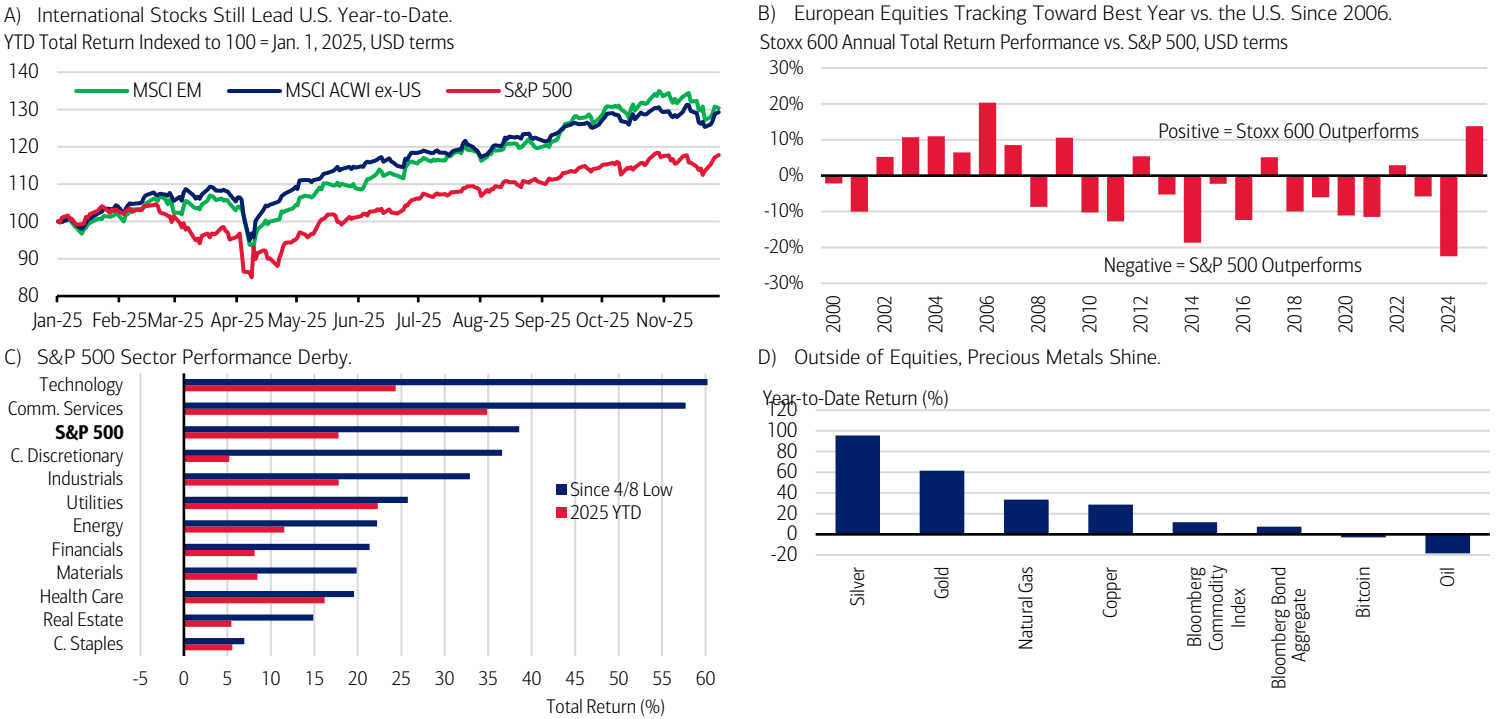 A) International Stocks Still Lead U.S. Year-to-Date.
YTD Total Return Indexed to 100 = Jan. 1, 2025, USD terms
140
130
120
110
100
90
80
MSCI EM
MSCI ACWI ex-US
S&P 500
Jan-25 Feb-25 Mar-25 Apr-25 May-25 Jun-25 Jul-25 Aug-25 Sep-25 Oct-25 Nov-25
B) European Equities Tracking Toward Best Year vs. the U.S. Since 2006.
Stoxx 600 Annual Total Return Performance vs. S&P 500, USD terms
30%
20%
10%
0%
-10%
-20%
-30%
Positive = Stoxx 600 Outperforms
Negative = S&P 500 Outperforms
2000 2002 2004 2006 2008 2010 2012 2014 2016 2018 2020 2022 2024
C) S&P 500 Sector Performance Derby.
Technology
Comm. Services
S&P 500
C. Discretionary
Industrials
Utilities
Energy
Financials
Materials
Health Care
Real Estate
C. Staples
Since 4/8 Low
2025 YTD
-5 0 5 10 15 20 25 30 35 40 45 50 55 60
Total Return (%)
D) Outside of Equities, Precious Metals Shine.
Year-to-Date Return (%)
120
100
80
60
40
20
0
-20
Silver
Gold
Natural Gas
Copper
Bloomberg
Commodity
Index
Bloomberg Bond
Aggregate
Bitcoin
Oil